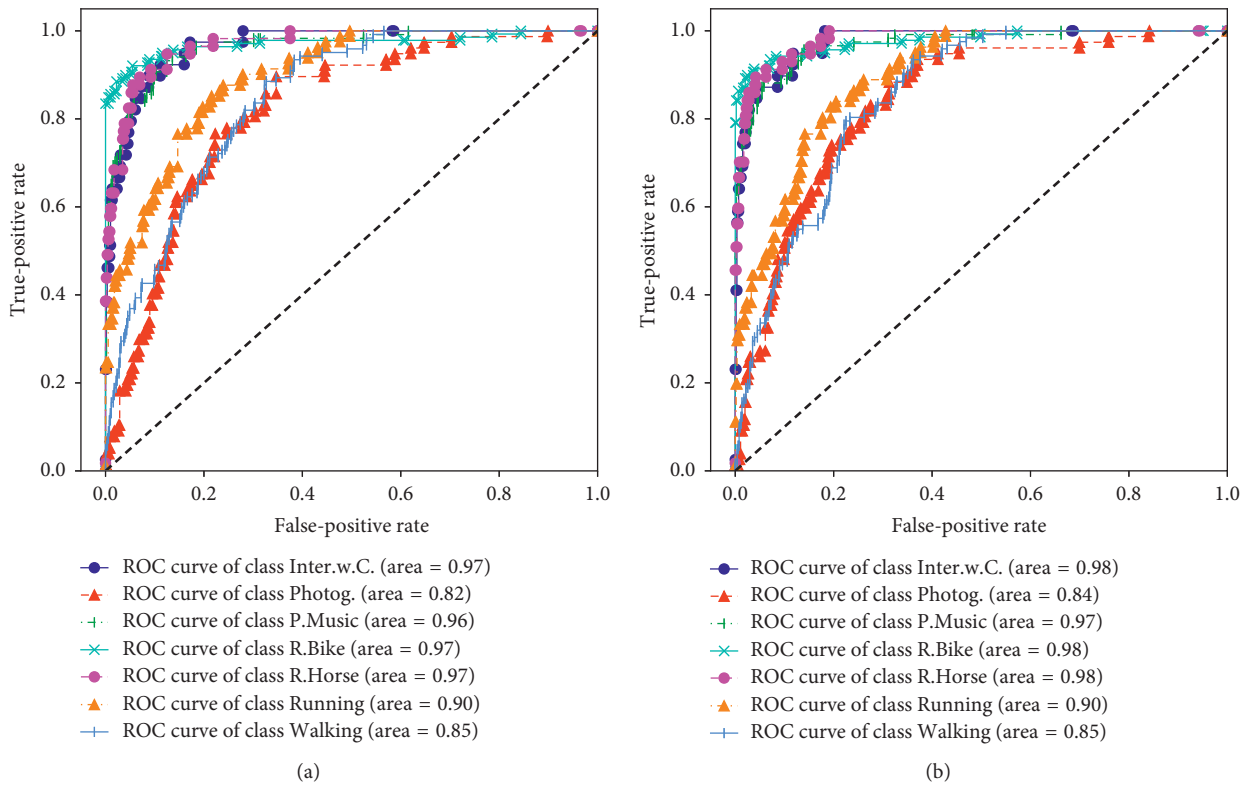 1.0
0.8
0.6
0.4
0.2
0.0
True-positive rate
0.0 0.2 0.4 0.6 0.8 1.0
False-positive rate
ROC curve of class Inter.w.C. (area = 0.97)
ROC curve of class Photog. (area = 0.82)
ROC curve of class P.Music (area = 0.96)
ROC curve of class R.Bike (area = 0.97)
ROC curve of class R.Horse (area = 0.97)
ROC curve of class Running (area = 0.90)
ROC curve of class Walking (area = 0.85)
(a)
1.0
0.8
0.6
0.4
0.2
0.0
True-positive rate
0.0 0.2 0.4 0.6 0.8 1.0
False-positive rate
ROC curve of class Inter.w.C. (area = 0.98)
ROC curve of class Photog. (area = 0.84)
ROC curve of class P.Music (area = 0.97)
ROC curve of class R.Bike (area = 0.98)
ROC curve of class R.Horse (area = 0.98)
ROC curve of class Running (area = 0.90)
ROC curve of class Walking (area = 0.85)
(b)